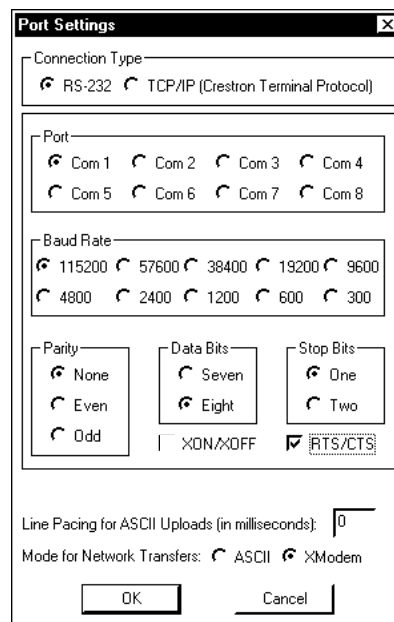 Port Settings
Connection Type
RS-232 TCP/IP (Crestron Terminal Protocol)
Port
Com 1 Com 2 Com 3 Com 4
Com 5 Com 6 Com 7 Com 8
Baud Rate
115200 57600 38400 19200 9600
4800 2400 1200 600 300
Parity
None
Even
Odd
Data Bits
Seven
Eight
Stop Bits
One
Two
XON/XOFF RTS/CTS
Line Pacing for ASCII Uploads (in milliseconds): 0
Mode for Network Transfers: ASCII XModem
OK Cancel